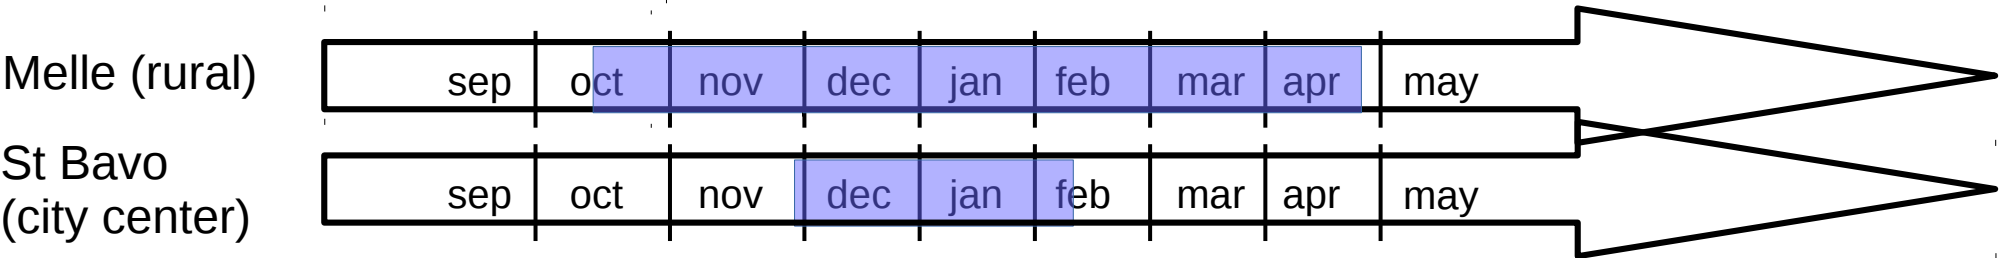 Melle (rural)
sep oct nov dec jan feb mar apr may
St Bavo
(city center)
sep oct nov dec jan feb mar apr may